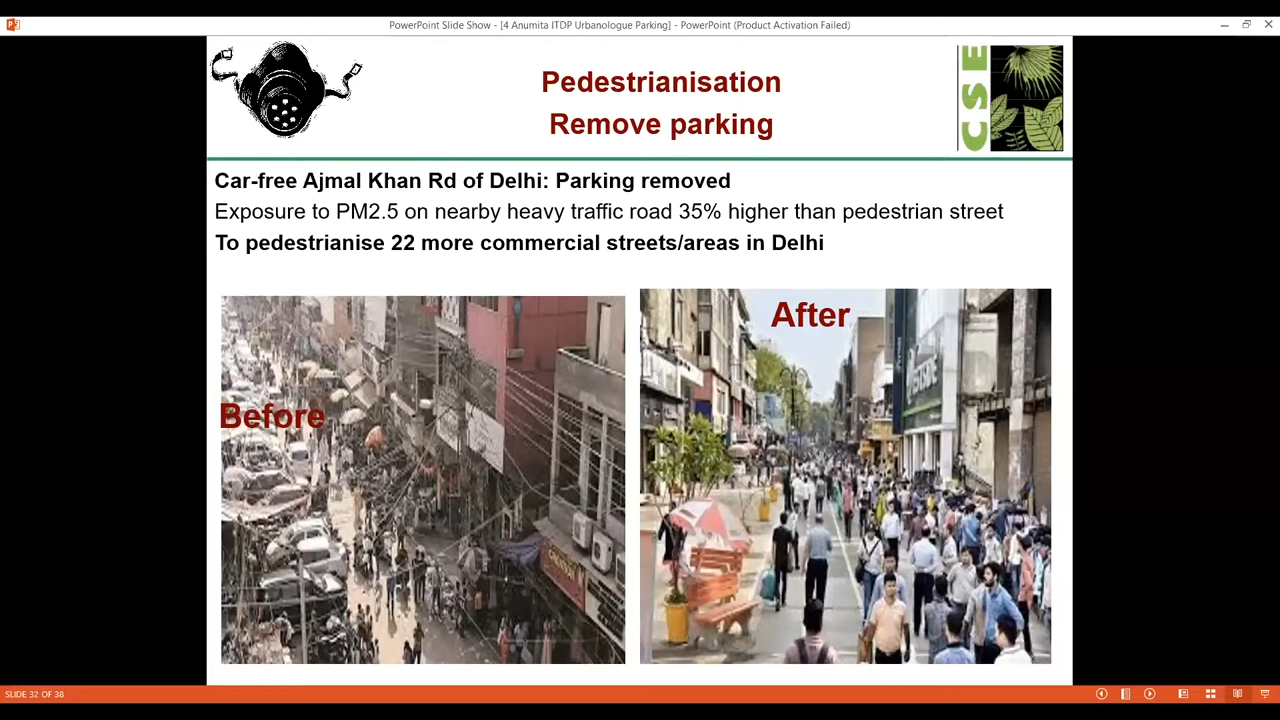 PowerPoint Slide Show - [4 Anumita ITDP Urbanologue Parking] - PowerPoint (Product Activation Failed)
CSE
Pedestrianisation
Remove parking
Car-free Ajmal Khan Rd of Delhi: Parking removed
Exposure to PM2.5 on nearby heavy traffic road 35% higher than pedestrian street
To pedestrianise 22 more commercial streets/areas in Delhi
Before
After
SLIDE 32 OF 38